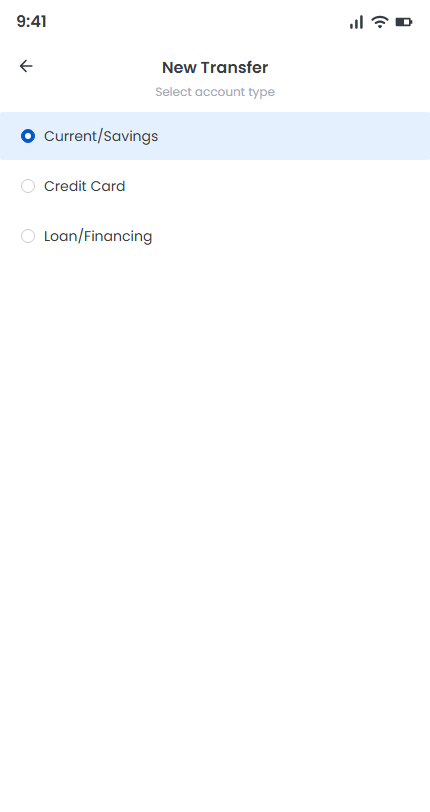 9:41
New Transfer
Select account type
Current/Savings
Credit Card
Loan/Financing